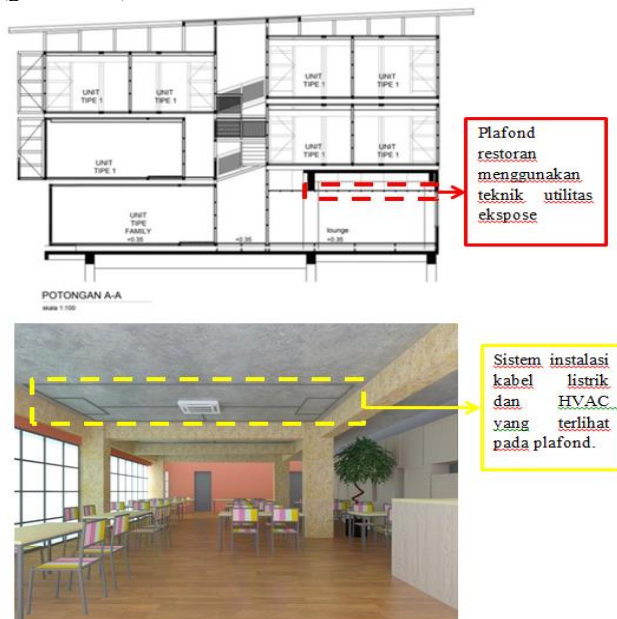 UNIT
TIPE 1
UNIT
TIPE 1
UNIT
TIPE 1
UNIT
TIPE 1
UNIT
TIPE 1
UNIT
TIPE 1
UNIT
TIPE 1
UNIT
TIPE
FAMILY
+0.35
+0.35
lounge
+0.35
Plafond
restoran
menggunakan
teknik utilitas
ekspose
POTONGAN A-A
skala 1:100
Sistem instalasi
kabel listrik
dan HVAC
yang terlihat
pada plafond.